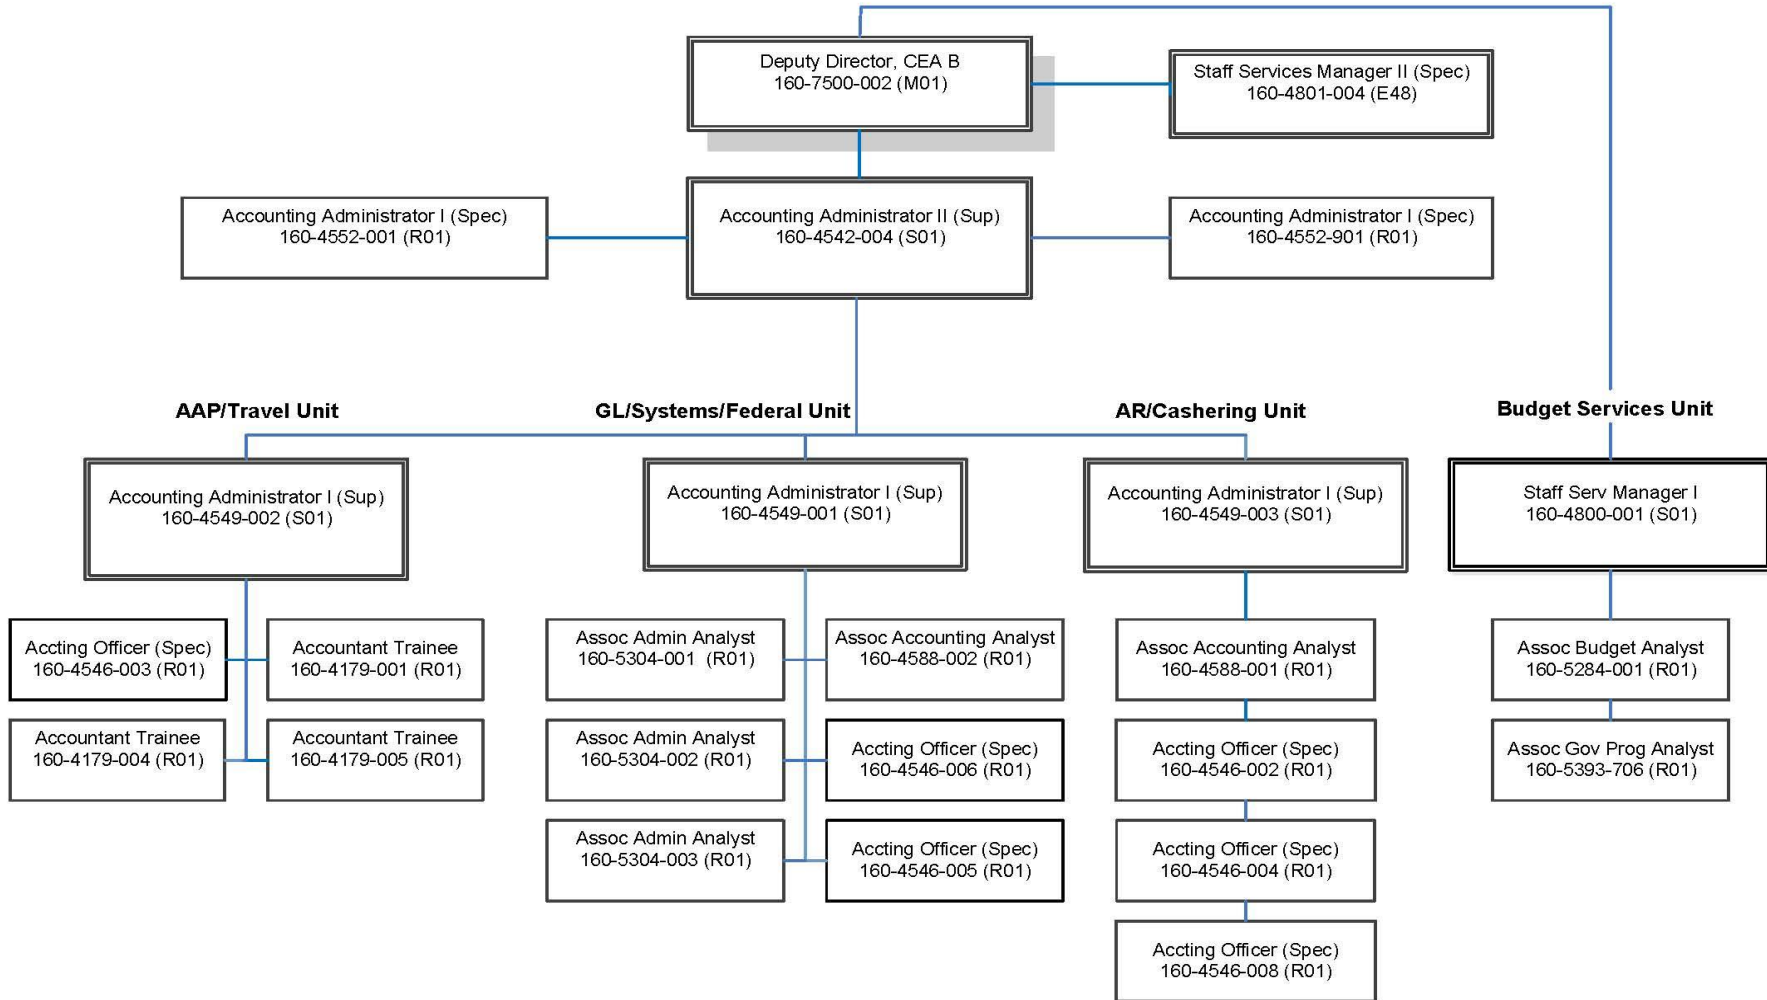 Deputy Director, CEA B
160-7500-002 (M01)
Staff Services Manager II (Spec)
160-4801-004 (E48)
Accounting Administrator I (Spec)
160-4552-001 (R01)
Accounting Administrator II (Sup)
160-4542-004 (S01)
Accounting Administrator I (Spec)
160-4552-901 (R01)
AAP/Travel Unit
GL/Systems/Federal Unit
AR/Cashering Unit
Budget Services Unit
Accounting Administrator I (Sup)
160-4549-002 (S01)
Accounting Administrator I (Sup)
160-4549-001 (S01)
Accounting Administrator I (Sup)
160-4549-003 (S01)
Staff Serv Manager I
160-4800-001 (S01)
Accting Officer (Spec)
160-4546-003 (R01)
Accountant Trainee
160-4179-001 (R01)
Accountant Trainee
160-4179-004 (R01)
Accountant Trainee
160-4179-005 (R01)
Assoc Admin Analyst
160-5304-001 (R01)
Assoc Accounting Analyst
160-4588-002 (R01)
Assoc Admin Analyst
160-5304-002 (R01)
Accting Officer (Spec)
160-4546-006 (R01)
Assoc Admin Analyst
160-5304-003 (R01)
Accting Officer (Spec)
160-4546-005 (R01)
Assoc Accounting Analyst
160-4588-001 (R01)
Accting Officer (Spec)
160-4546-002 (R01)
Accting Officer (Spec)
160-4546-004 (R01)
Accting Officer (Spec)
160-4546-008 (R01)
Assoc Budget Analyst
160-5284-001 (R01)
Assoc Gov Prog Analyst
160-5393-706 (R01)